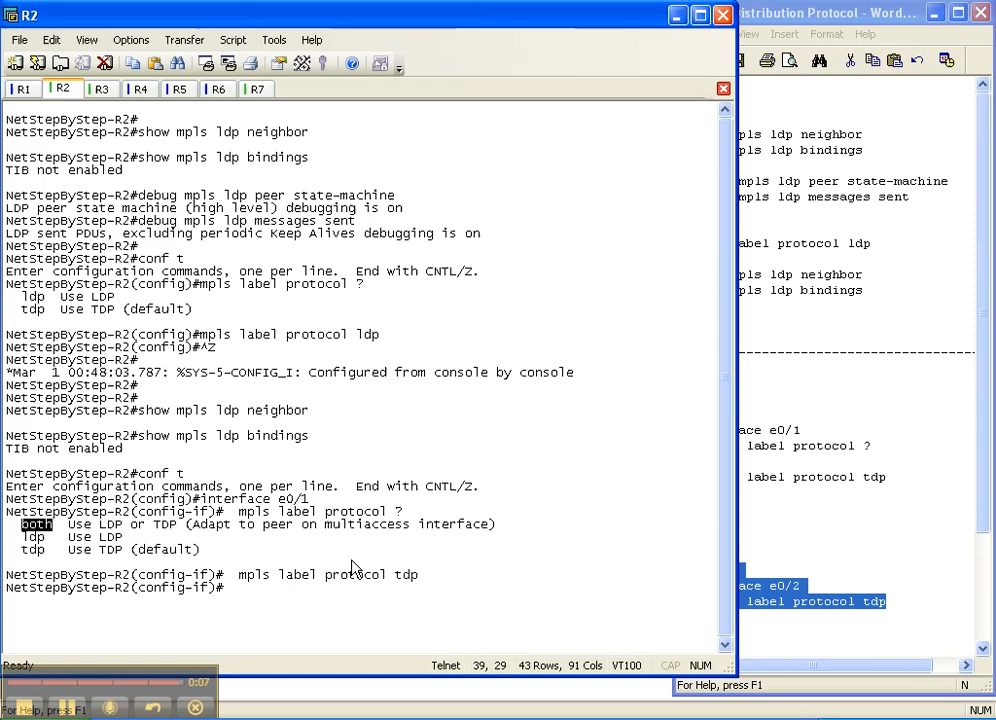 R2
File Edit View Options Transfer Script Tools Help
R1 R2 R3 R4 R5 R6 R7
NetStepByStep-R2#
NetStepByStep-R2#show mpls ldp neighbor
NetStepByStep-R2#show mpls ldp bindings
TIB not enabled
NetStepByStep-R2#debug mpls ldp peer state-machine
LDP peer state machine (high level) debugging is on
NetStepByStep-R2#debug mpls ldp messages sent
LDP sent PDUs, excluding periodic Keep Alives debugging is on
NetStepByStep-R2#
NetStepByStep-R2#conf t
Enter configuration commands, one per line.  End with CNTL/Z.
NetStepByStep-R2(config)#mpls label protocol ?
  ldp  Use LDP
  tdp  Use TDP (default)
NetStepByStep-R2(config)#mpls label protocol ldp
NetStepByStep-R2(config)#^Z
NetStepByStep-R2#
*Mar  1 00:48:03.787: %SYS-5-CONFIG_I: Configured from console by console
NetStepByStep-R2#
NetStepByStep-R2#
NetStepByStep-R2#show mpls ldp neighbor
NetStepByStep-R2#show mpls ldp bindings
TIB not enabled
NetStepByStep-R2#conf t
Enter configuration commands, one per line.  End with CNTL/Z.
NetStepByStep-R2(config)#interface e0/1
NetStepByStep-R2(config-if)#  mpls label protocol ?
  both  Use LDP or TDP (Adapt to peer on multiaccess interface)
  ldp   Use LDP
  tdp   Use TDP (default)
NetStepByStep-R2(config-if)#  mpls label protocol tdp
NetStepByStep-R2(config-if)#
Ready Telnet 39, 29 43 Rows, 91 Cols VT100 CAP NUM
0:07
For Help, press F1
istribution Protocol - Word...
iew Insert Format Help
pls ldp neighbor
pls ldp bindings
mpls ldp peer state-machine
mpls ldp messages sent
abel protocol ldp
pls ldp neighbor
pls ldp bindings
--------------------------------
ace e0/1
label protocol ?
label protocol tdp
ace e0/2
label protocol tdp
For Help, press F1 N
NUM